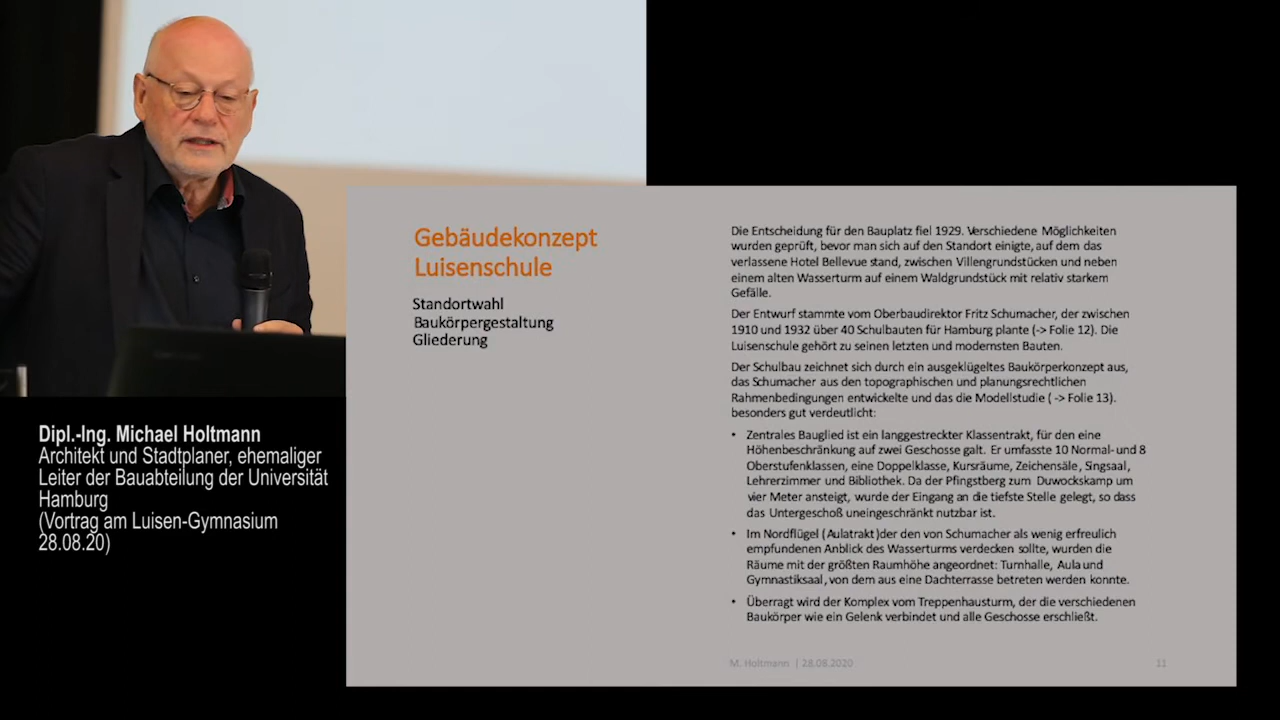 Gebäudekonzept
Luisenschule
Standortwahl
Baukörpergestaltung
Gliederung
Die Entscheidung für den Bauplatz fiel 1929. Verschiedene Möglichkeiten
wurden geprüft, bevor man sich auf den Standort einigte, auf dem das
verlassene Hotel Bellevue stand, zwischen Villengrundstücken und neben
einem alten Wasserturm auf einem Waldgrundstück mit relativ starkem
Gefälle.
Der Entwurf stammte vom Oberbaudirektor Fritz Schumacher, der zwischen
1910 und 1932 über 40 Schulbauten für Hamburg plante (-> Folie 12). Die
Luisenschule gehört zu seinen letzten und modernsten Bauten.
Der Schulbau zeichnet sich durch ein ausgeklügeltes Baukörperkonzept aus,
das Schumacher aus den topographischen und planungsrechtlichen
Rahmenbedingungen entwickelte und das die Modellstudie ( -> Folie 13).
besonders gut verdeutlicht:
• Zentrales Bauglied ist ein langgestreckter Klassentrakt, für den eine
Höhenbeschränkung auf zwei Geschosse galt. Er umfasste 10 Normal- und 8
Oberstufenklassen, eine Doppelklasse, Kursräume, Zeichensäle, Singsaal,
Lehrerzimmer und Bibliothek. Da der Pfingstberg zum Duwockskamp um
vier Meter ansteigt, wurde der Eingang an die tiefste Stelle gelegt, so dass
das Untergeschoß uneingeschränkt nutzbar ist.
• Im Nordflügel (Aulatrakt)der den von Schumacher als wenig erfreulich
empfundenen Anblick des Wasserturms verdecken sollte, wurden die
Räume mit der größten Raumhöhe angeordnet: Turnhalle, Aula und
Gymnastiksaal, von dem aus eine Dachterrasse betreten werden konnte.
• Überragt wird der Komplex vom Treppenhausturm, der die verschiedenen
Baukörper wie ein Gelenk verbindet und alle Geschosse erschließt.
M. Holtmann | 28.08.2020
11
Dipl.-Ing. Michael Holtmann
Architekt und Stadtplaner, ehemaliger
Leiter der Bauabteilung der Universität
Hamburg
(Vortrag am Luisen-Gymnasium
28.08.20)